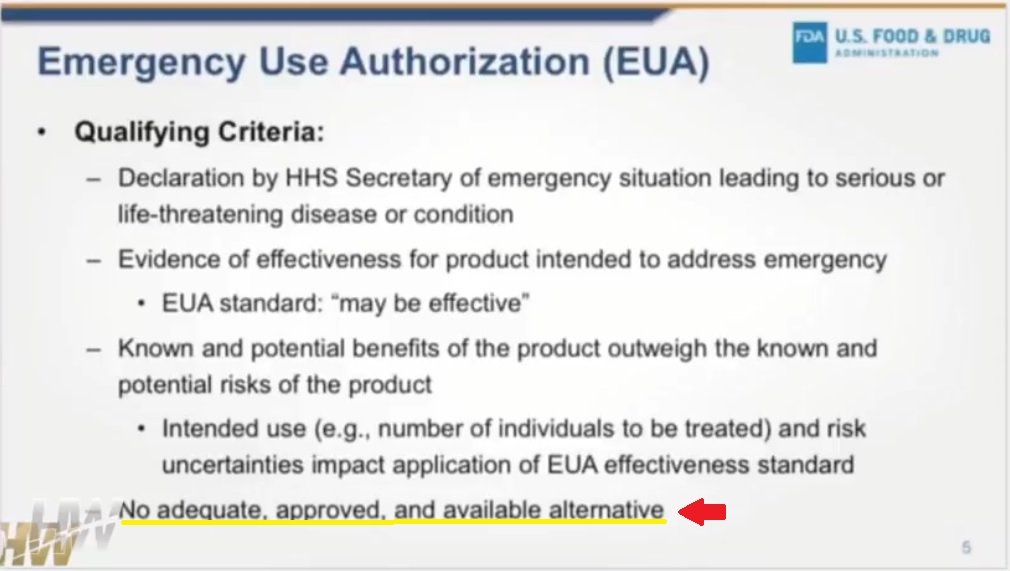 FDA U.S. FOOD & DRUG
ADMINISTRATION
Emergency Use Authorization (EUA)
• Qualifying Criteria:
– Declaration by HHS Secretary of emergency situation leading to serious or
life-threatening disease or condition
– Evidence of effectiveness for product intended to address emergency
• EUA standard: “may be effective”
– Known and potential benefits of the product outweigh the known and
potential risks of the product
• Intended use (e.g., number of individuals to be treated) and risk
uncertainties impact application of EUA effectiveness standard
No adequate, approved, and available alternative
HW
5